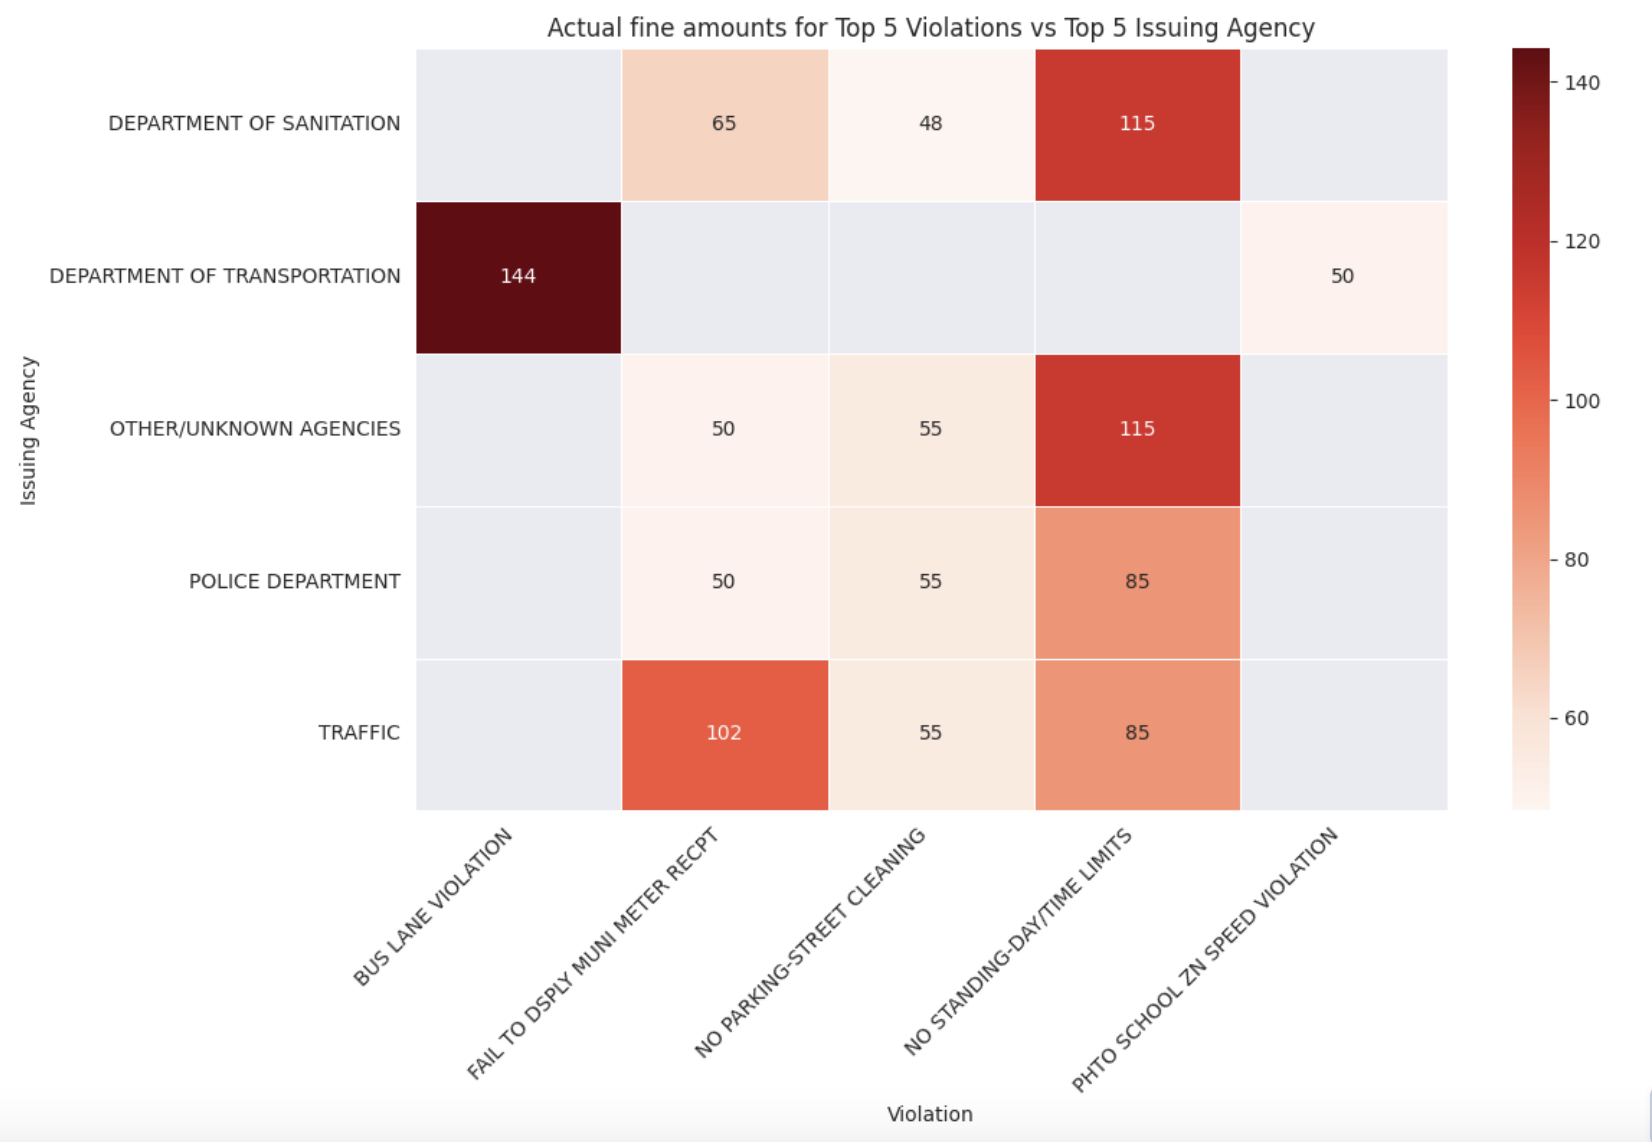 Actual fine amounts for Top 5 Violations vs Top 5 Issuing Agency
140
DEPARTMENT OF SANITATION 65 48 115
120
DEPARTMENT OF TRANSPORTATION 144 50
100
Issuing Agency
OTHER/UNKNOWN AGENCIES 50 55 115
80
POLICE DEPARTMENT 50 55 85
60
TRAFFIC 102 55 85
BUS LANE VIOLATION
FAIL TO DSPLY MUNI METER RECPT
NO PARKING-STREET CLEANING
NO STANDING-DAY/TIME LIMITS
PHTO SCHOOL ZN SPEED VIOLATION
Violation